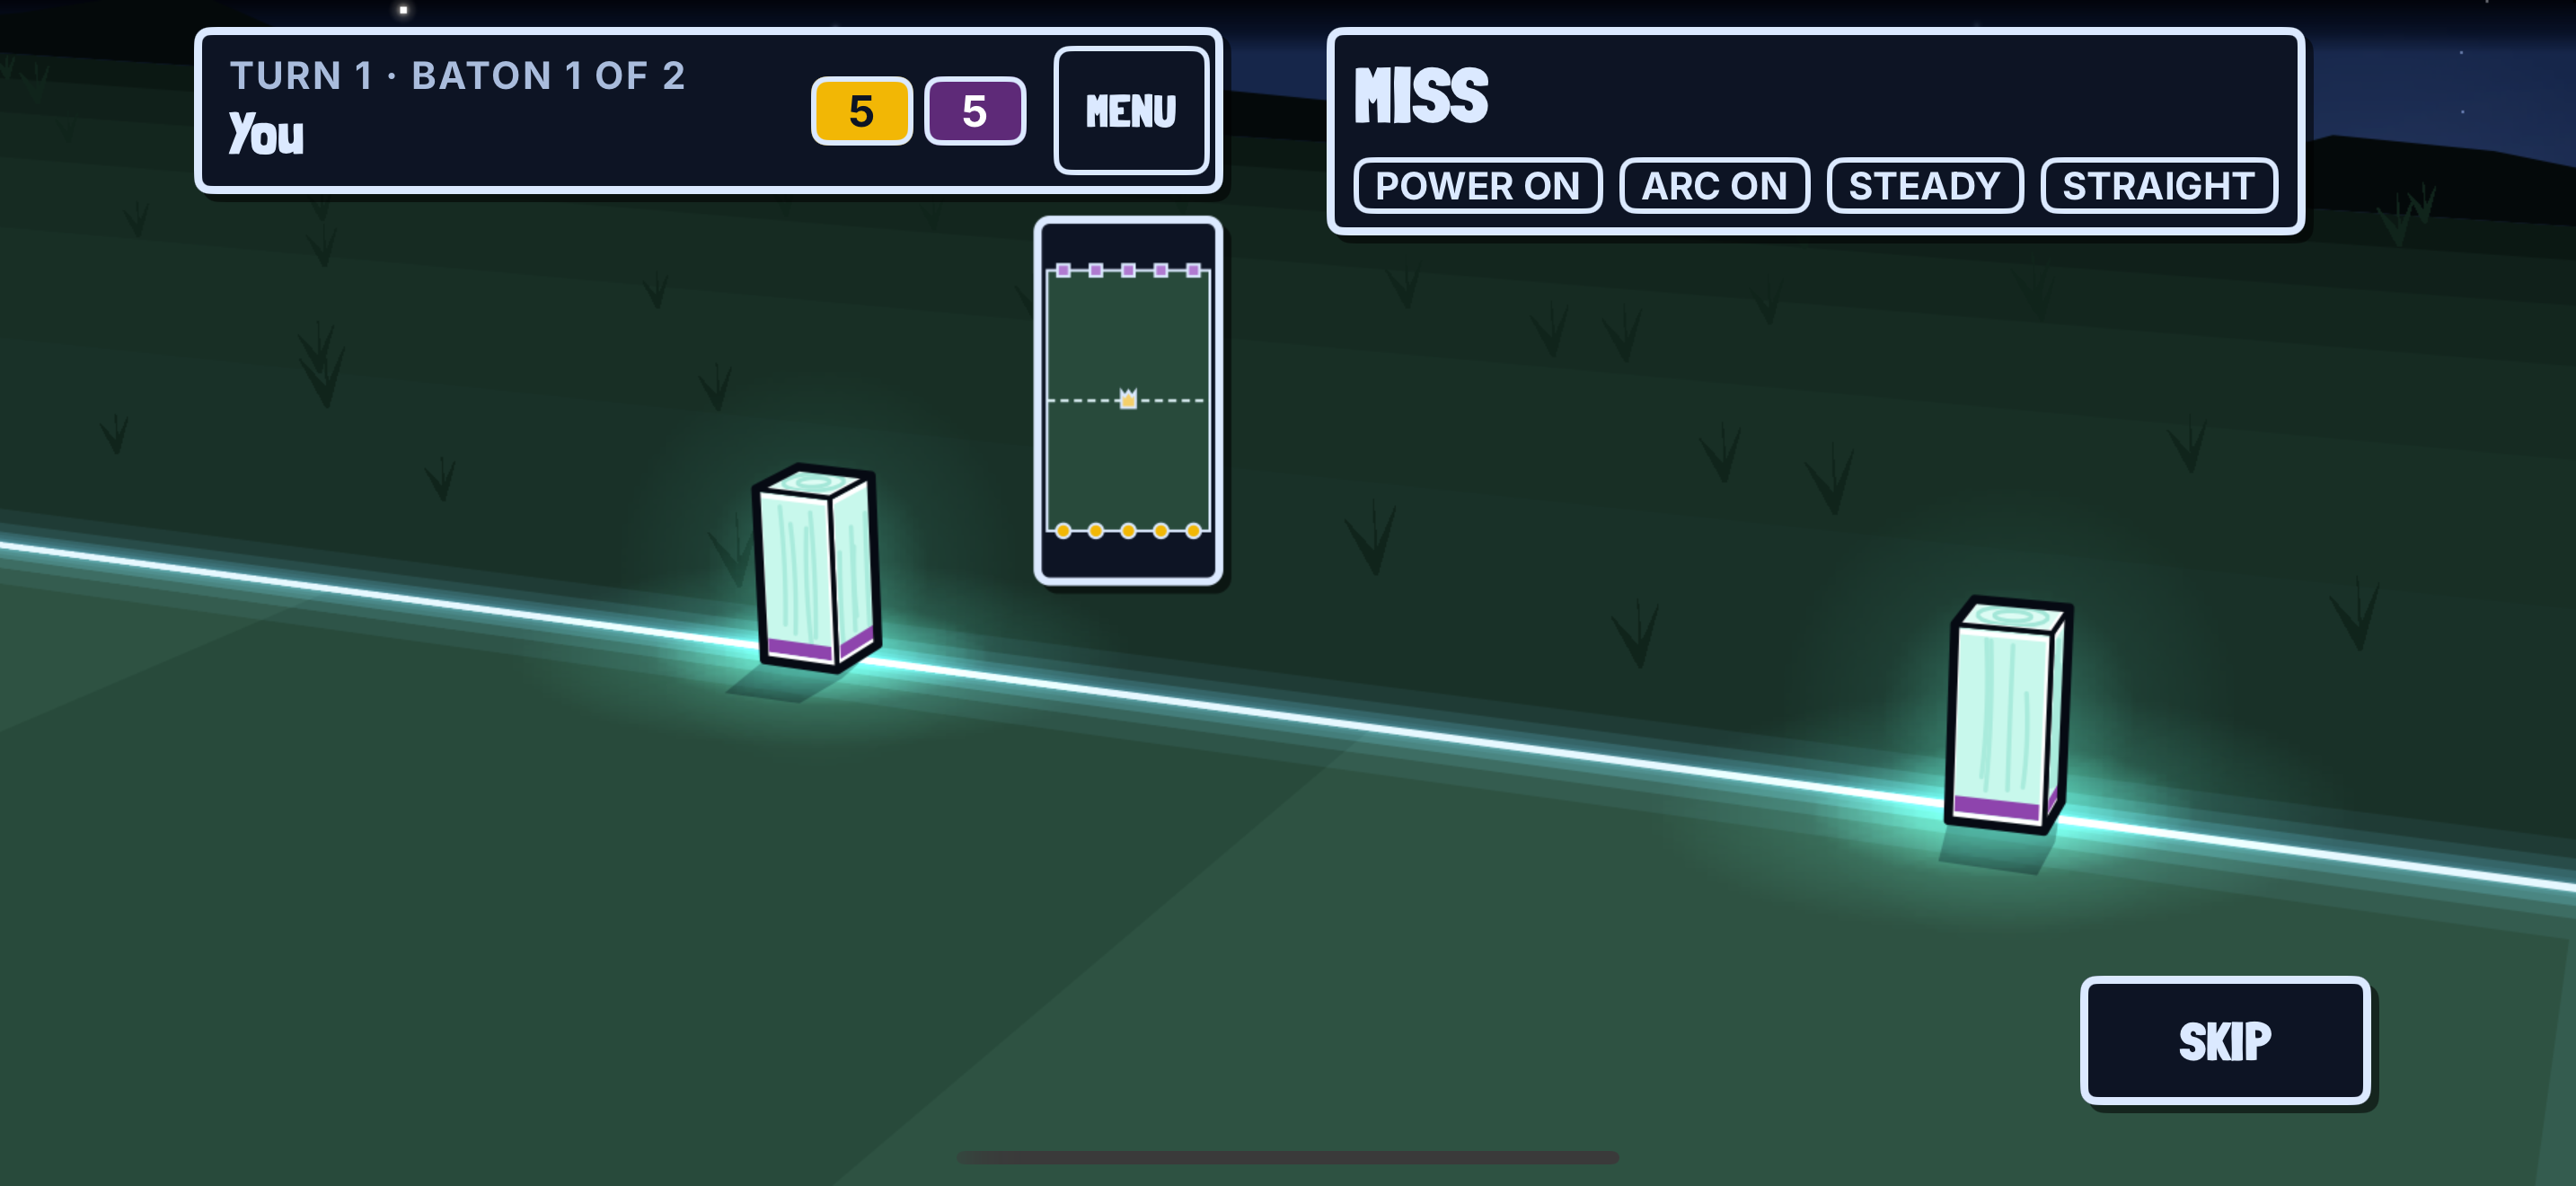 TURN 1 · BATON 1 OF 2
You
5 5
MENU
MISS
POWER ON ARC ON STEADY STRAIGHT
SKIP